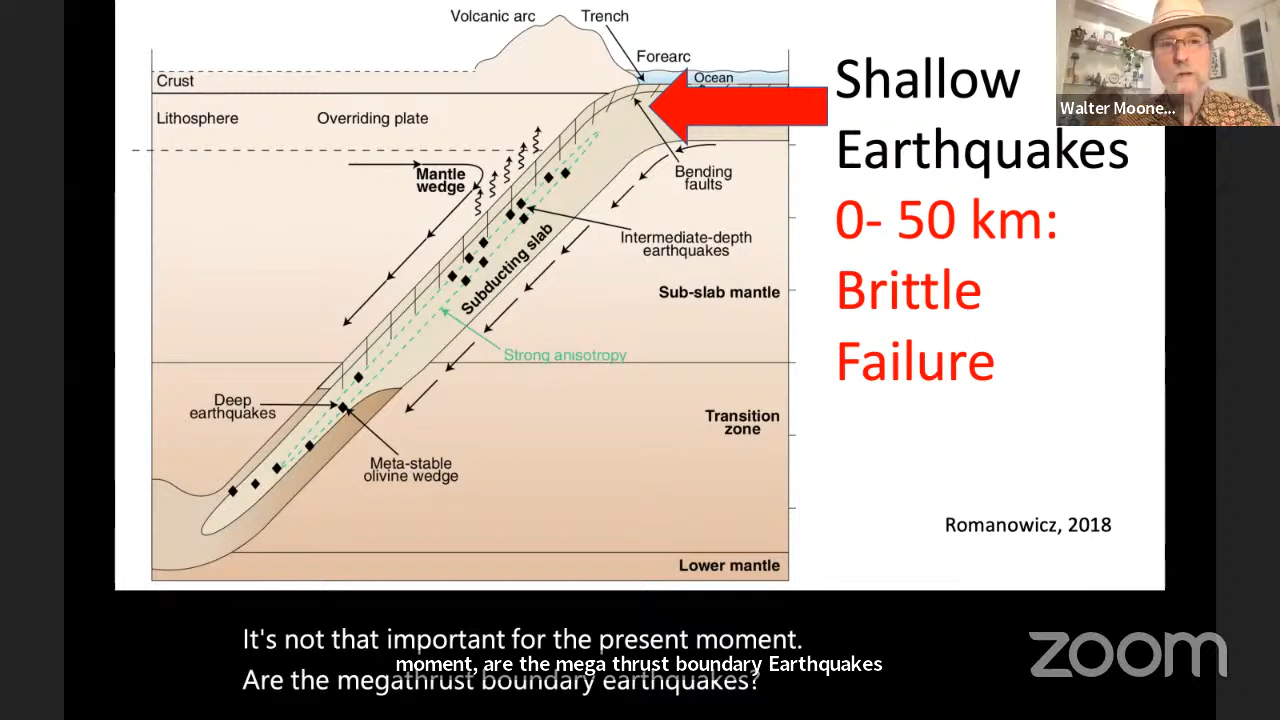 Volcanic arc
Trench
Forearc
Crust
Ocean
Lithosphere
Overriding plate
Mantle
wedge
Bending
faults
Intermediate-depth
earthquakes
Subducting slab
Sub-slab mantle
Strong anisotropy
Deep
earthquakes
Transition
zone
Meta-stable
olivine wedge
Lower mantle
Shallow
Earthquakes
0- 50 km:
Brittle
Failure
Romanowicz, 2018
Walter Moone...
It's not that important for the present moment.
moment, are the mega thrust boundary Earthquakes
Are the megathrust boundary earthquakes?
zoom